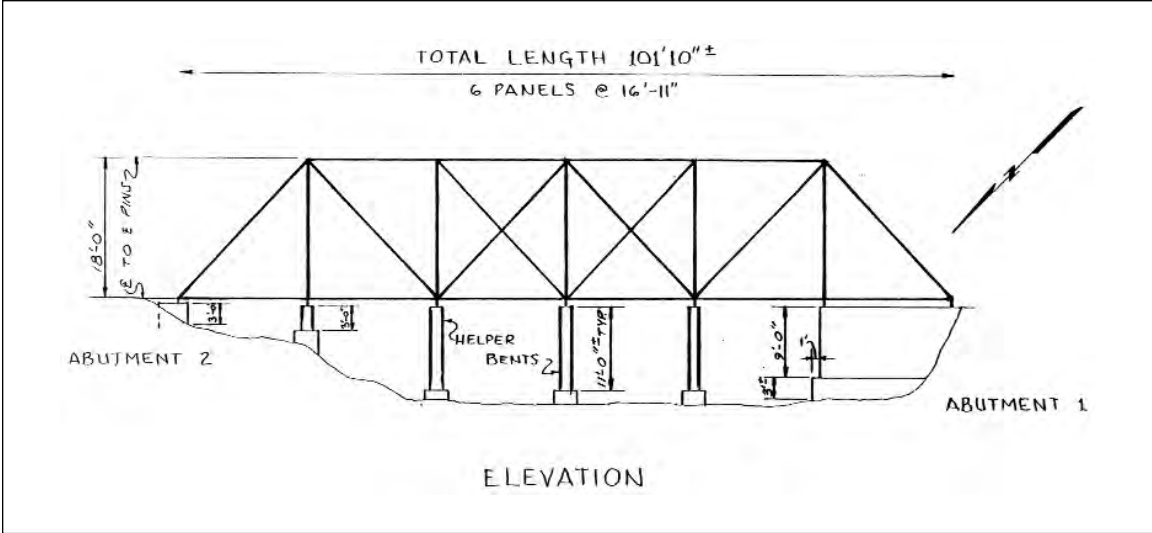 TOTAL LENGTH 101'10"±
6 PANELS @ 16'-11"
18'-0"
℄ TO ℄ PINS
3'-0"
3'-0"
HELPER
BENTS
11'-0"± TYP.
9'-0"
3'±
ABUTMENT 2
ABUTMENT 1
ELEVATION